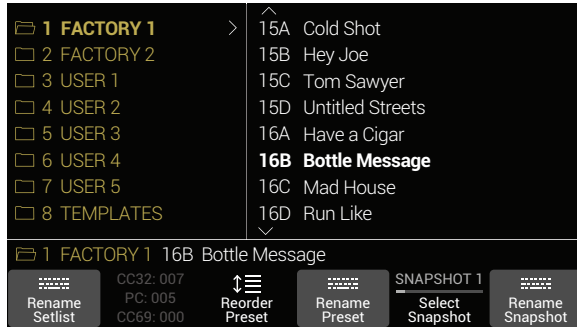 1 FACTORY 1 >
2 FACTORY 2
3 USER 1
4 USER 2
5 USER 3
6 USER 4
7 USER 5
8 TEMPLATES
15A Cold Shot
15B Hey Joe
15C Tom Sawyer
15D Untitled Streets
16A Have a Cigar
16B Bottle Message
16C Mad House
16D Run Like
1 FACTORY 1 16B Bottle Message
Rename
Setlist
CC32: 007
PC: 005
CC69: 000
Reorder
Preset
Rename
Preset
SNAPSHOT 1
Select
Snapshot
Rename
Snapshot